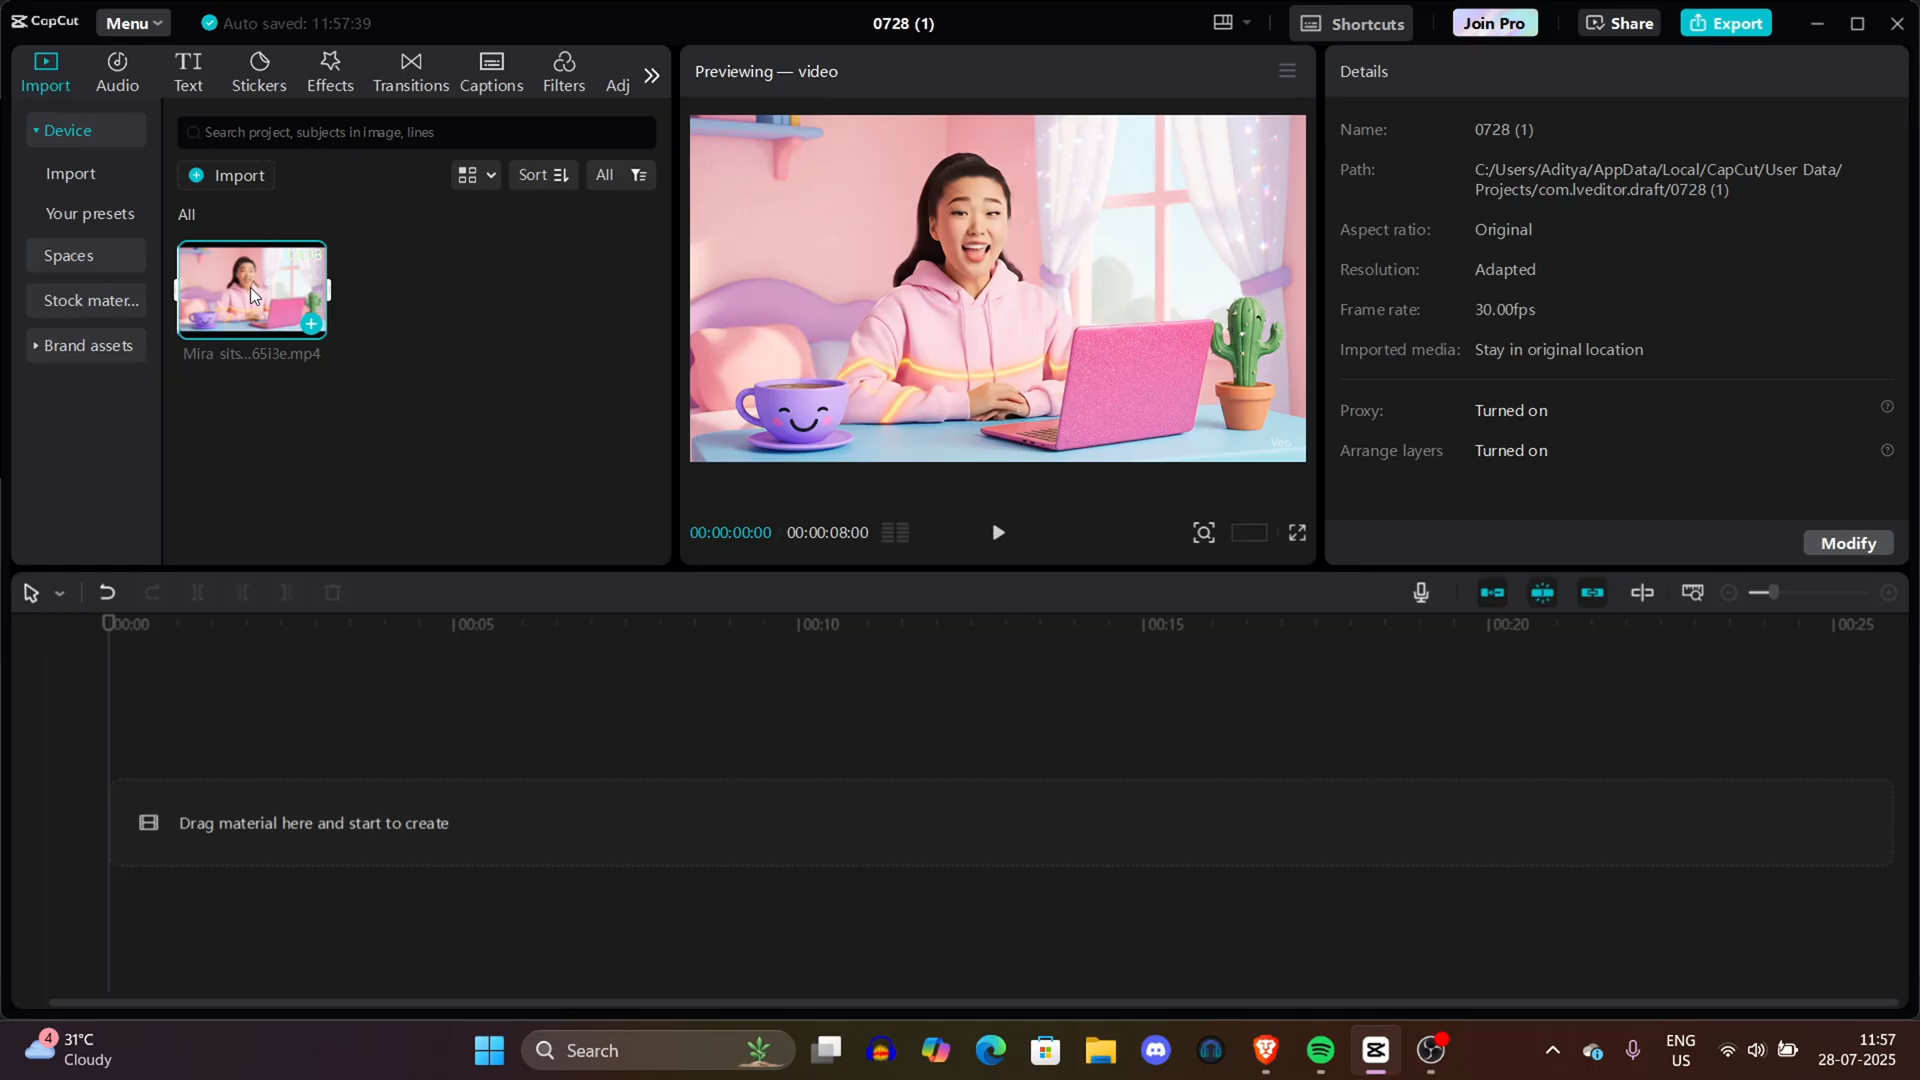 CapCut
Menu
Auto saved: 11:57:39
0728 (1)
Shortcuts
Join Pro
Share
Export
Import
Audio
TI
Text
Stickers
Effects
Transitions
Captions
Filters
Adj
Device
Import
Your presets
Spaces
Stock mater...
Brand assets
Search project, subjects in image, lines
Import
Sort
All
All
Mira sits...65i3e.mp4
Previewing — video
Veo
00:00:00:00
00:00:08:00
Details
Name:
0728 (1)
Path:
C:/Users/Aditya/AppData/Local/CapCut/User Data/
Projects/com.lveditor.draft/0728 (1)
Aspect ratio:
Original
Resolution:
Adapted
Frame rate:
30.00fps
Imported media:
Stay in original location
Proxy:
Turned on
Arrange layers
Turned on
Modify
00:00
00:05
00:10
00:15
00:20
00:25
Drag material here and start to create
4
31°C
Cloudy
Search
ENG
US
11:57
28-07-2025